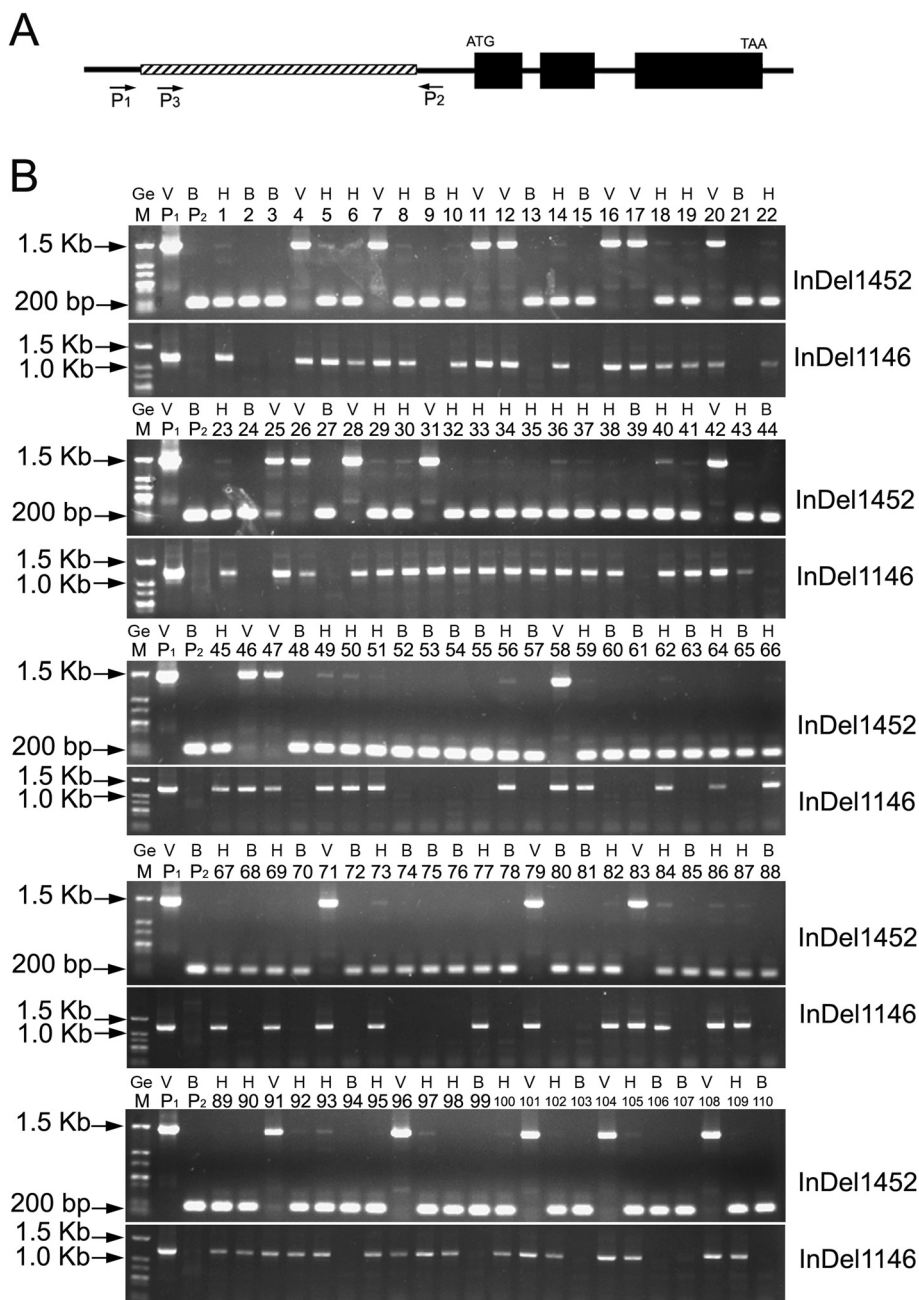 A
ATG TAA
P1 P3 P2
B
Ge V B H B B V H H V H B H V V B H B V V H H V B H
M P1 P2 1 2 3 4 5 6 7 8 9 10 11 12 13 14 15 16 17 18 19 20 21 22
1.5 Kb
InDel1452
200 bp
1.5 Kb
InDel1146
1.0 Kb
Ge V B H B V V B V H H V H H H H H H H B H H V H B
M P1 P2 23 24 25 26 27 28 29 30 31 32 33 34 35 36 37 38 39 40 41 42 43 44
1.5 Kb
InDel1452
200 bp
1.5 Kb
InDel1146
1.0 Kb
Ge V B H V V B H H H B B B B H B V H B B H B H B H
M P1 P2 45 46 47 48 49 50 51 52 53 54 55 56 57 58 59 60 61 62 63 64 65 66
1.5 Kb
InDel1452
200 bp
1.5 Kb
InDel1146
1.0 Kb
Ge V B H B H B V B H B B B H B V B B H V H B H H B
M P1 P2 67 68 69 70 71 72 73 74 75 76 77 78 79 80 81 82 83 84 85 86 87 88
1.5 Kb
InDel1452
200 bp
1.5 Kb
InDel1146
1.0 Kb
Ge V B H H V H H B H V H H B H V H B V H B B V H B
M P1 P2 89 90 91 92 93 94 95 96 97 98 99 100 101 102 103 104 105 106 107 108 109 110
1.5 Kb
InDel1452
200 bp
1.5 Kb
InDel1146
1.0 Kb